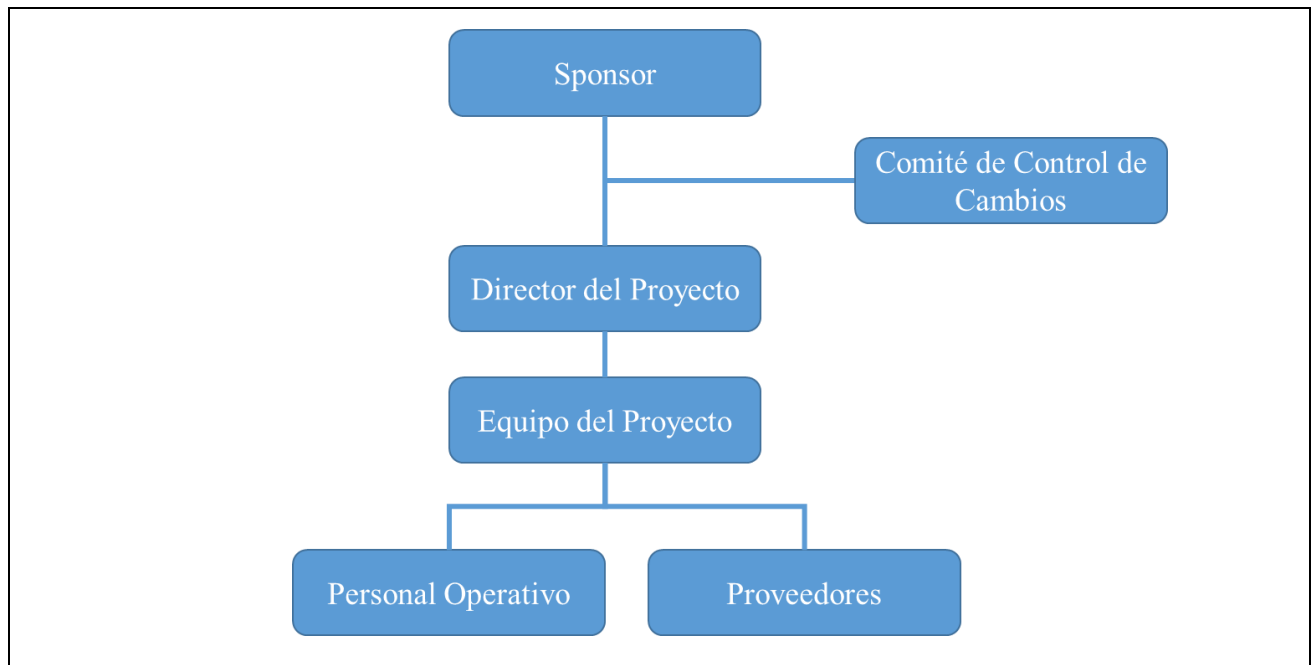 Sponsor
Comité de Control de
Cambios
Director del Proyecto
Equipo del Proyecto
Personal Operativo
Proveedores